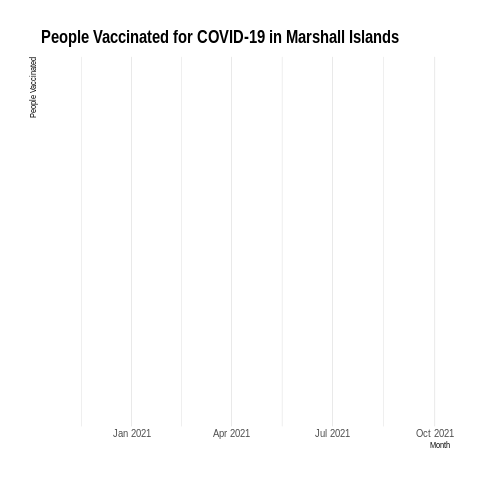 People Vaccinated for COVID-19 in Marshall Islands
People Vaccinated
Jan 2021
Apr 2021
Jul 2021
Oct 2021
Month